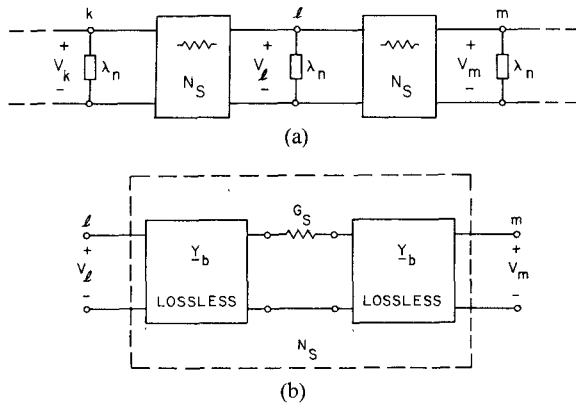 k ℓ m
+ + +
V_k λ_n V_ℓ λ_n V_m λ_n
− N_S − N_S −
(a)
G_S
ℓ m
+ Y_b Y_b +
V_ℓ V_m
− LOSSLESS LOSSLESS −
N_S
(b)